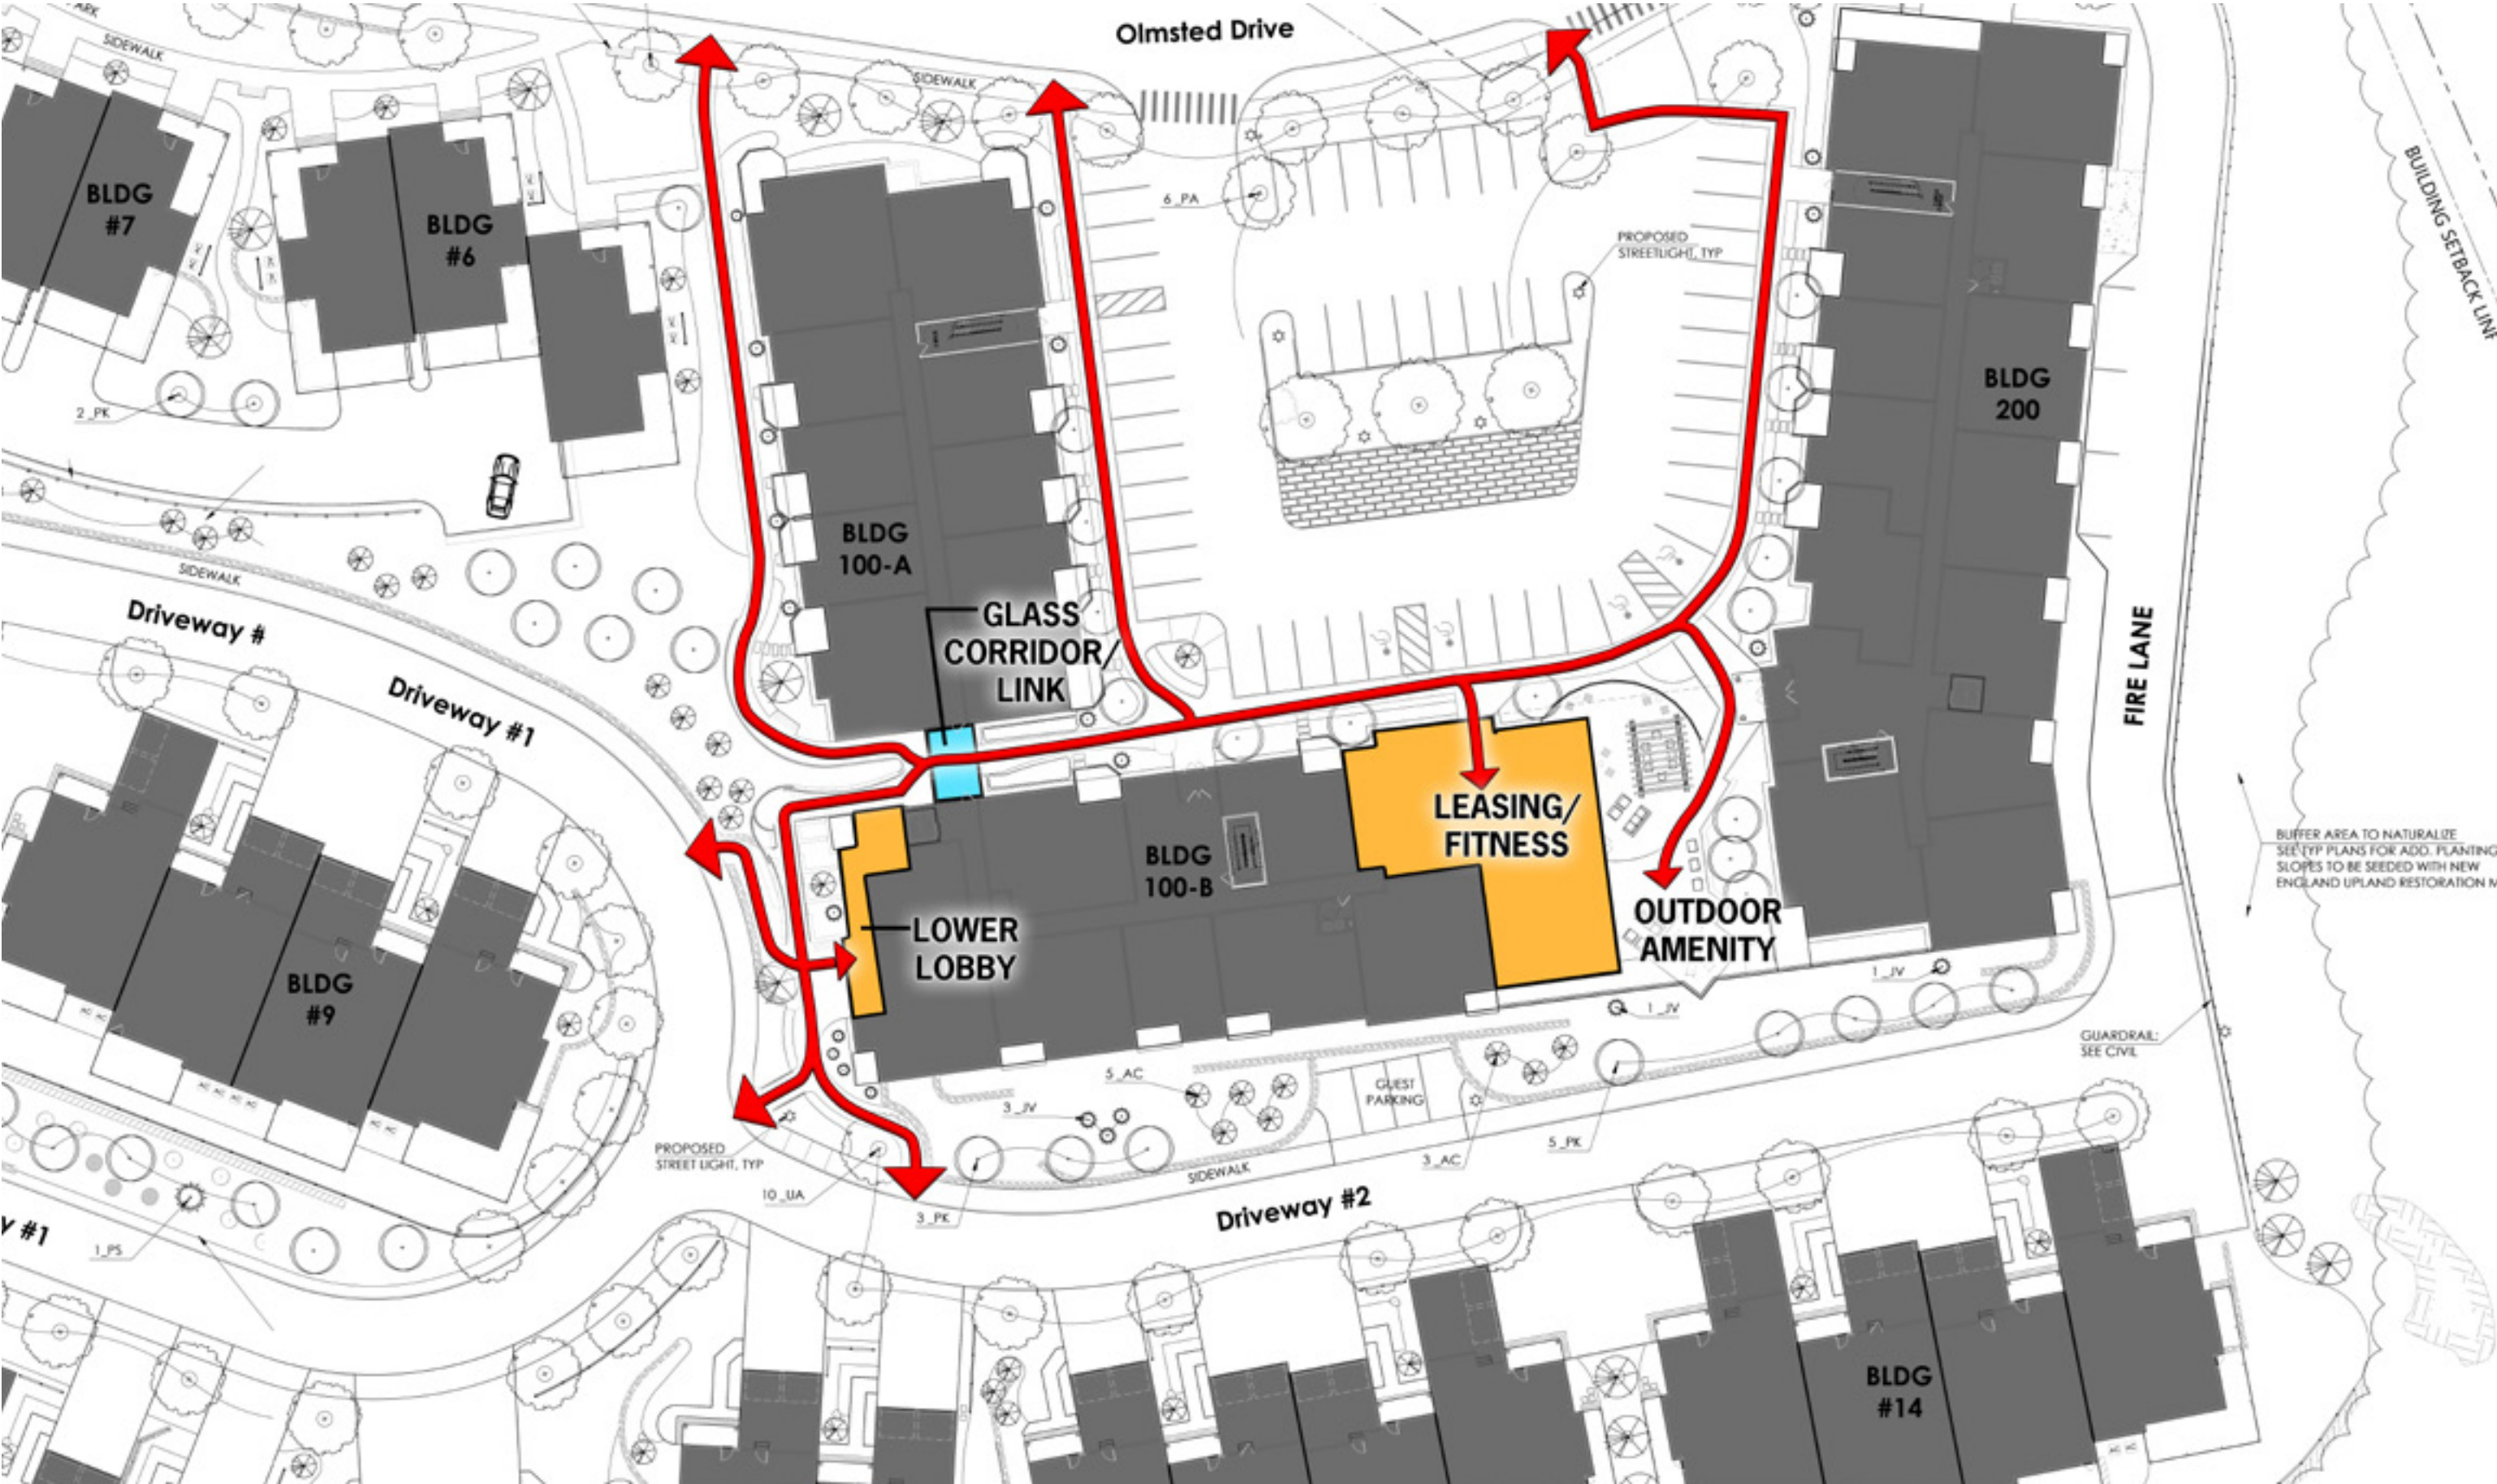 PARK
SIDEWALK
Olmsted Drive
SIDEWALK
BLDG
#7
BLDG
#6
6_PA
PROPOSED
STREETLIGHT, TYP
BUILDING SETBACK LINE
BLDG
200
2_PK
BLDG
100-A
SIDEWALK
Driveway #
Driveway #1
GLASS
CORRIDOR/
LINK
FIRE LANE
LEASING/
FITNESS
BLDG
100-B
OUTDOOR
AMENITY
LOWER
LOBBY
BUFFER AREA TO NATURALIZE
SEE TYP PLANS FOR ADD. PLANTING
SLOPES TO BE SEEDED WITH NEW
ENGLAND UPLAND RESTORATION M
BLDG
#9
1_JV
1_JV
GUARDRAIL:
SEE CIVIL
5_AC
GUEST
PARKING
3_JV
PROPOSED
STREET LIGHT, TYP
5_PK
3_AC
SIDEWALK
10_UA
3_PK
Driveway #2
y #1
1_PS
BLDG
#14